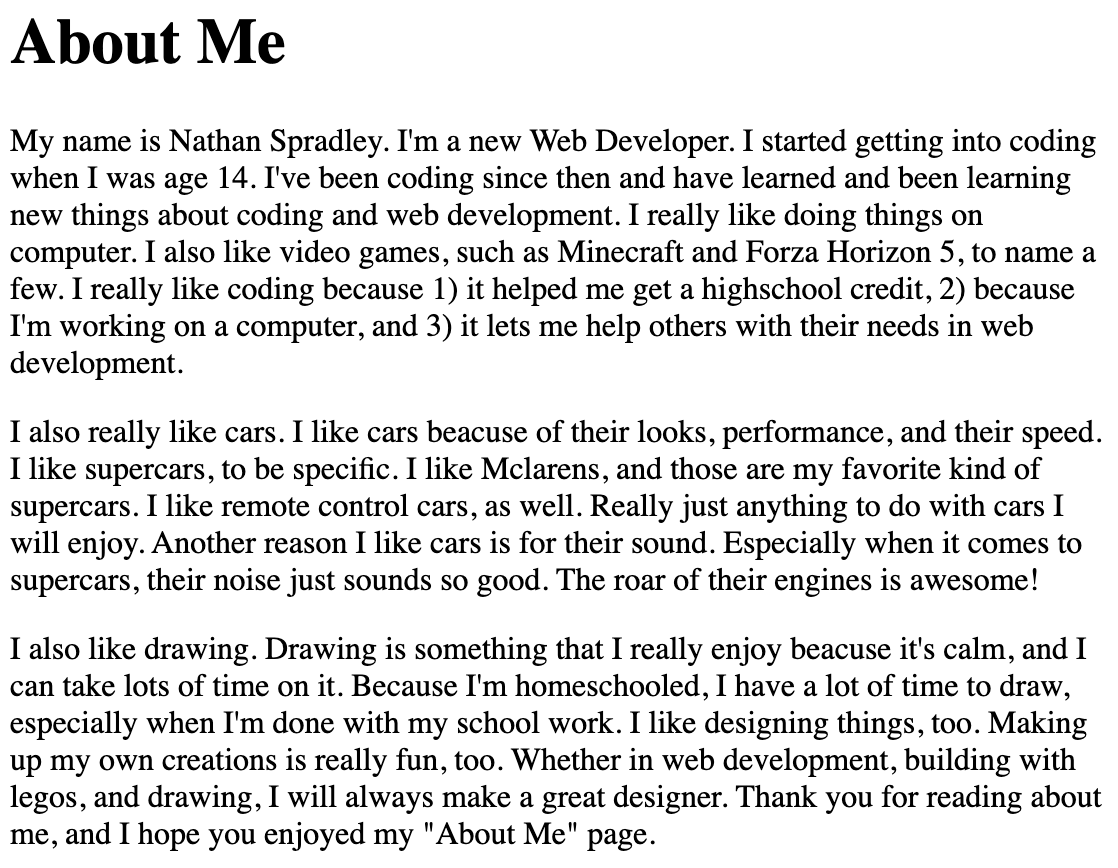 About Me
My name is Nathan Spradley. I'm a new Web Developer. I started getting into coding
when I was age 14. I've been coding since then and have learned and been learning
new things about coding and web development. I really like doing things on
computer. I also like video games, such as Minecraft and Forza Horizon 5, to name a
few. I really like coding because 1) it helped me get a highschool credit, 2) because
I'm working on a computer, and 3) it lets me help others with their needs in web
development.
I also really like cars. I like cars beacuse of their looks, performance, and their speed.
I like supercars, to be specific. I like Mclarens, and those are my favorite kind of
supercars. I like remote control cars, as well. Really just anything to do with cars I
will enjoy. Another reason I like cars is for their sound. Especially when it comes to
supercars, their noise just sounds so good. The roar of their engines is awesome!
I also like drawing. Drawing is something that I really enjoy beacuse it's calm, and I
can take lots of time on it. Because I'm homeschooled, I have a lot of time to draw,
especially when I'm done with my school work. I like designing things, too. Making
up my own creations is really fun, too. Whether in web development, building with
legos, and drawing, I will always make a great designer. Thank you for reading about
me, and I hope you enjoyed my "About Me" page.